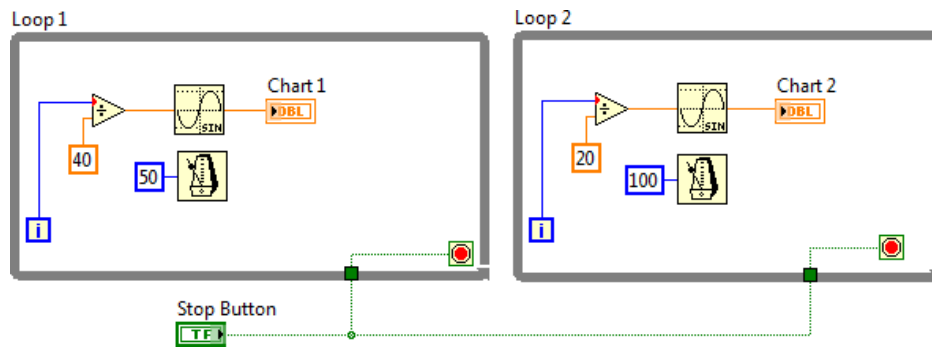 Loop 1
Loop 2
Chart 1
DBL
SIN
40
50
i
Chart 2
DBL
SIN
20
100
i
Stop Button
TF